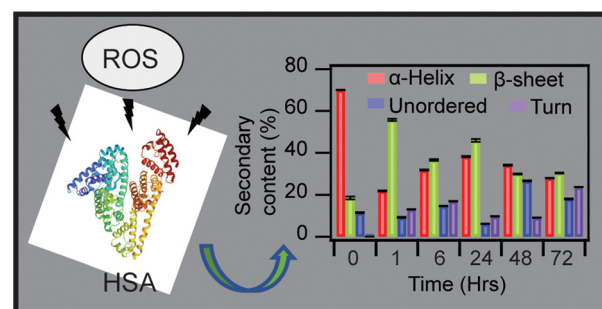 ROS
HSA
80
60
40
20
0
Secondary
content (%)
α-Helix
β-sheet
Unordered
Turn
0 1 6 24 48 72
Time (Hrs)